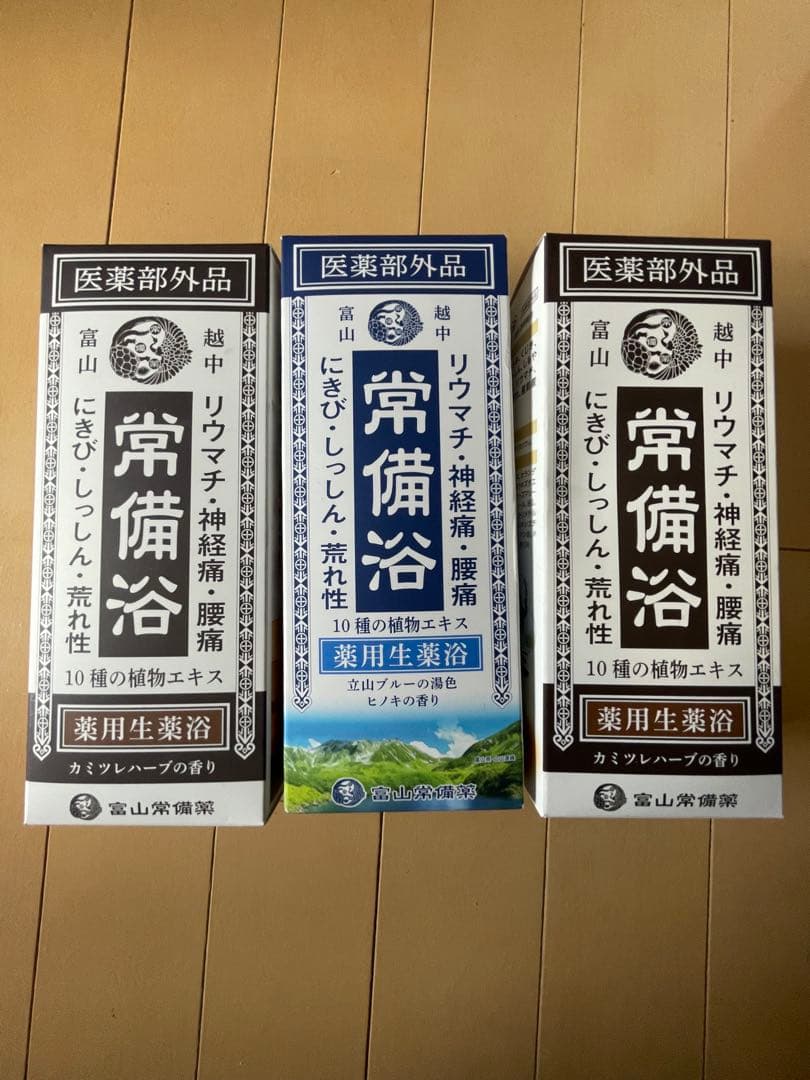 医薬部外品
越中
富山
リウマチ・神経痛・腰痛
常備浴
にきび・しっしん・荒れ性
10種の植物エキス
薬用生薬浴
カミツレハーブの香り
富山常備薬
医薬部外品
越中
富山
リウマチ・神経痛・腰痛
常備浴
にきび・しっしん・荒れ性
10種の植物エキス
薬用生薬浴
立山ブルーの湯色
ヒノキの香り
富山常備薬
医薬部外品
越中
富山
リウマチ・神経痛・腰痛
常備浴
にきび・しっしん・荒れ性
10種の植物エキス
薬用生薬浴
カミツレハーブの香り
富山常備薬